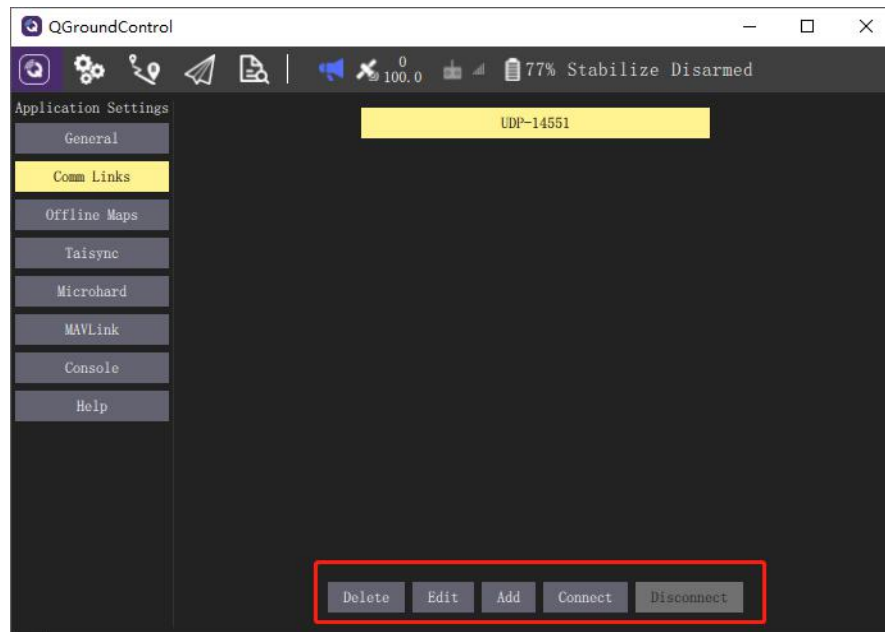 QGroundControl
0
100.0
77% Stabilize Disarmed
Application Settings
General
Comm Links
Offline Maps
Taisync
Microhard
MAVLink
Console
Help
UDP-14551
Delete Edit Add Connect Disconnect